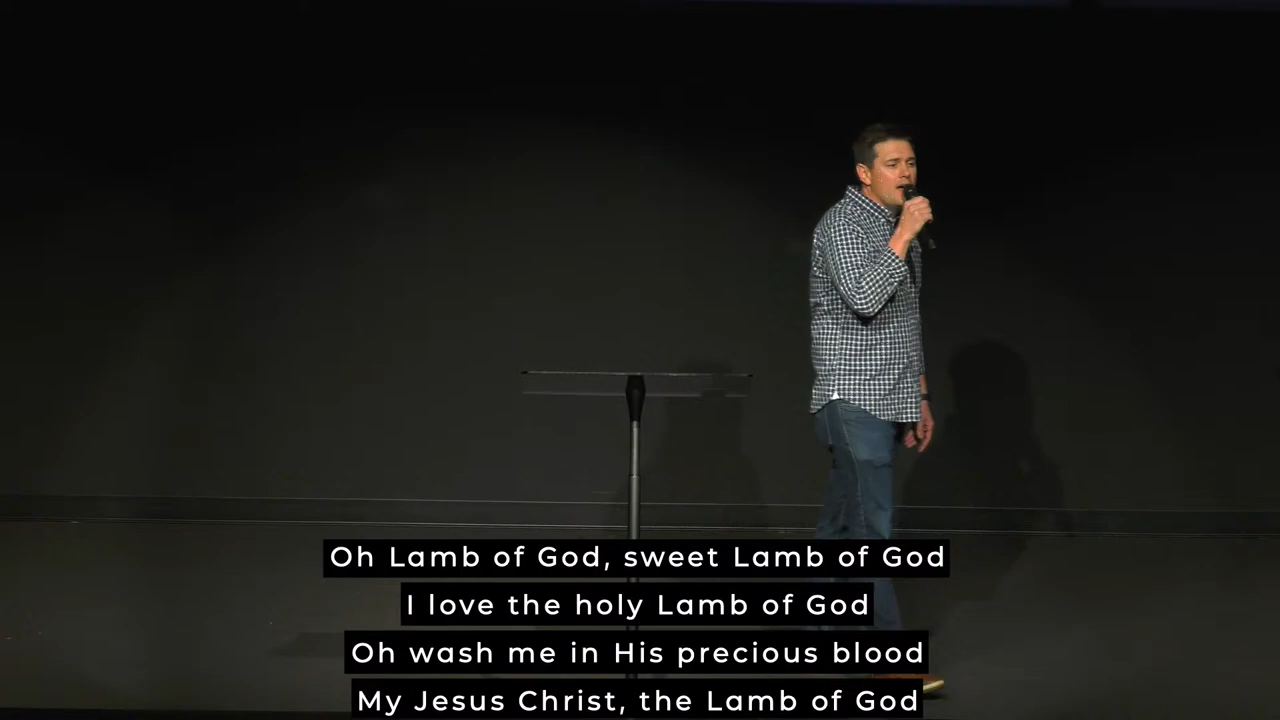 Oh Lamb of God, sweet Lamb of God
I love the holy Lamb of God
Oh wash me in His precious blood
My Jesus Christ, the Lamb of God